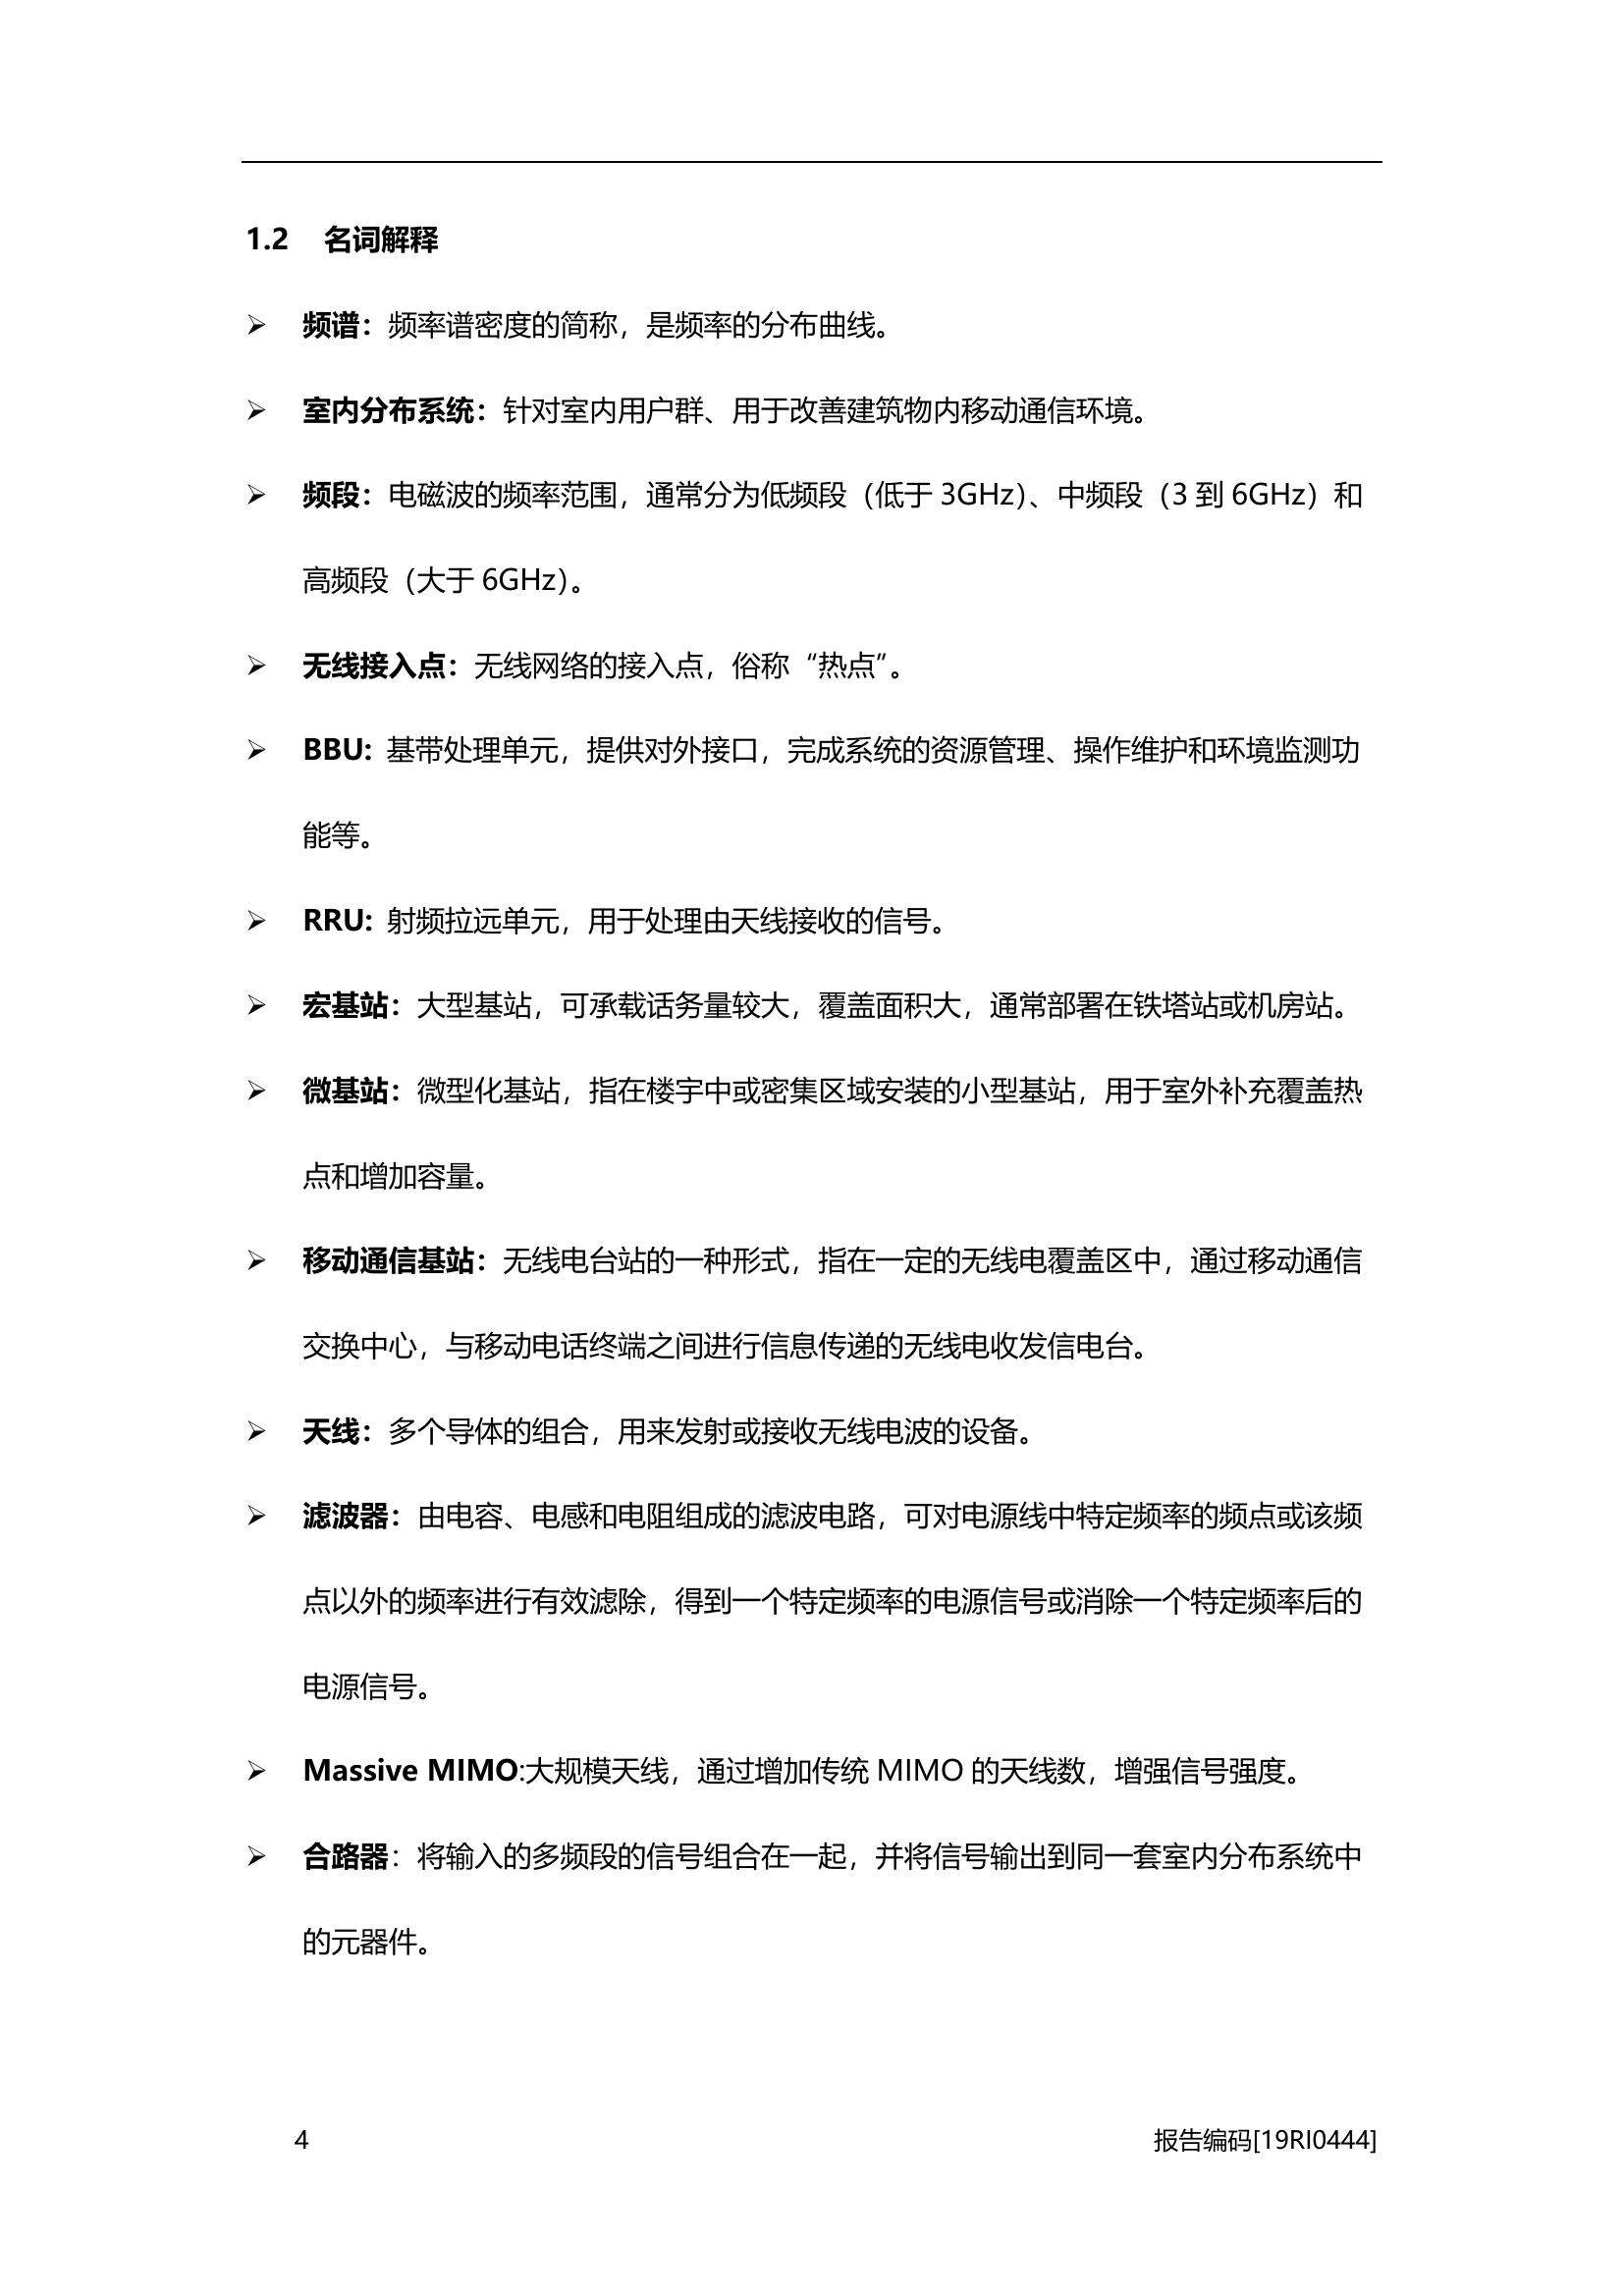 1.2 名词解释
➢ 频谱：频率谱密度的简称，是频率的分布曲线。
➢ 室内分布系统：针对室内用户群、用于改善建筑物内移动通信环境。
➢ 频段：电磁波的频率范围，通常分为低频段（低于 3GHz）、中频段（3 到 6GHz）和
高频段（大于 6GHz）。
➢ 无线接入点：无线网络的接入点，俗称“热点”。
➢ BBU: 基带处理单元，提供对外接口，完成系统的资源管理、操作维护和环境监测功
能等。
➢ RRU: 射频拉远单元，用于处理由天线接收的信号。
➢ 宏基站：大型基站，可承载话务量较大，覆盖面积大，通常部署在铁塔站或机房站。
➢ 微基站：微型化基站，指在楼宇中或密集区域安装的小型基站，用于室外补充覆盖热
点和增加容量。
➢ 移动通信基站：无线电台站的一种形式，指在一定的无线电覆盖区中，通过移动通信
交换中心，与移动电话终端之间进行信息传递的无线电收发信电台。
➢ 天线：多个导体的组合，用来发射或接收无线电波的设备。
➢ 滤波器：由电容、电感和电阻组成的滤波电路，可对电源线中特定频率的频点或该频
点以外的频率进行有效滤除，得到一个特定频率的电源信号或消除一个特定频率后的
电源信号。
➢ Massive MIMO:大规模天线，通过增加传统 MIMO 的天线数，增强信号强度。
➢ 合路器：将输入的多频段的信号组合在一起，并将信号输出到同一套室内分布系统中
的元器件。
4 报告编码[19RI0444]